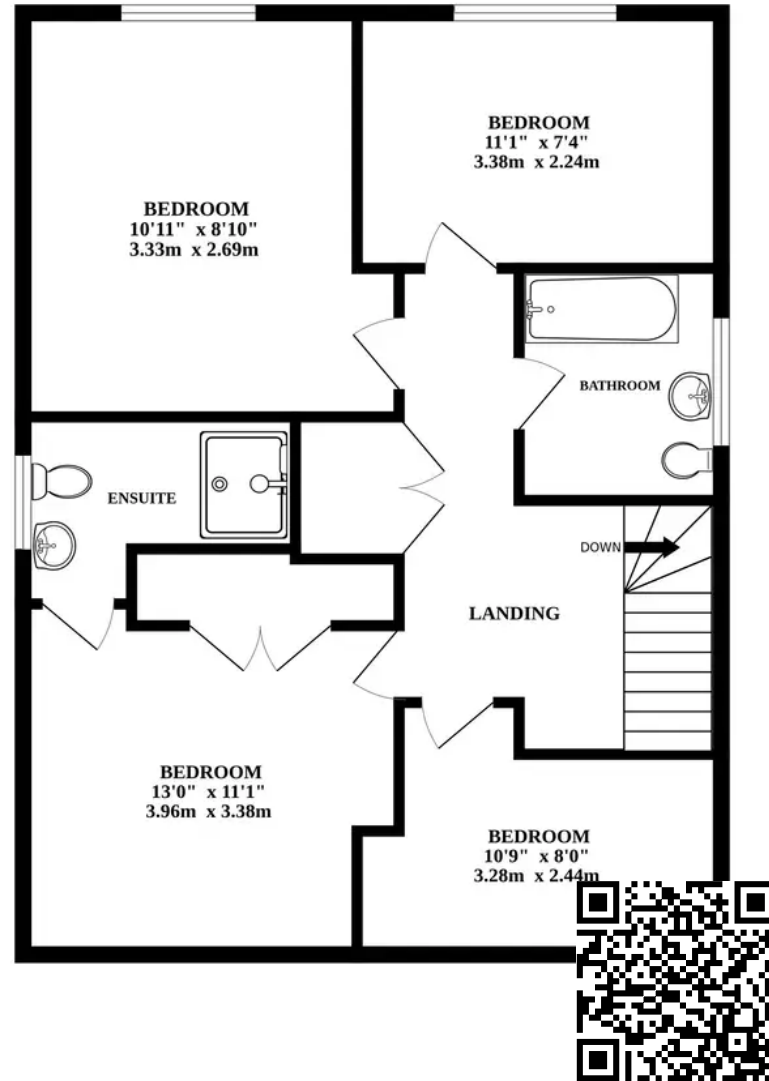 BEDROOM
11'1" x 7'4"
3.38m x 2.24m
BEDROOM
10'11" x 8'10"
3.33m x 2.69m
BATHROOM
ENSUITE
DOWN
LANDING
BEDROOM
13'0" x 11'1"
3.96m x 3.38m
BEDROOM
10'9" x 8'0"
3.28m x 2.44m